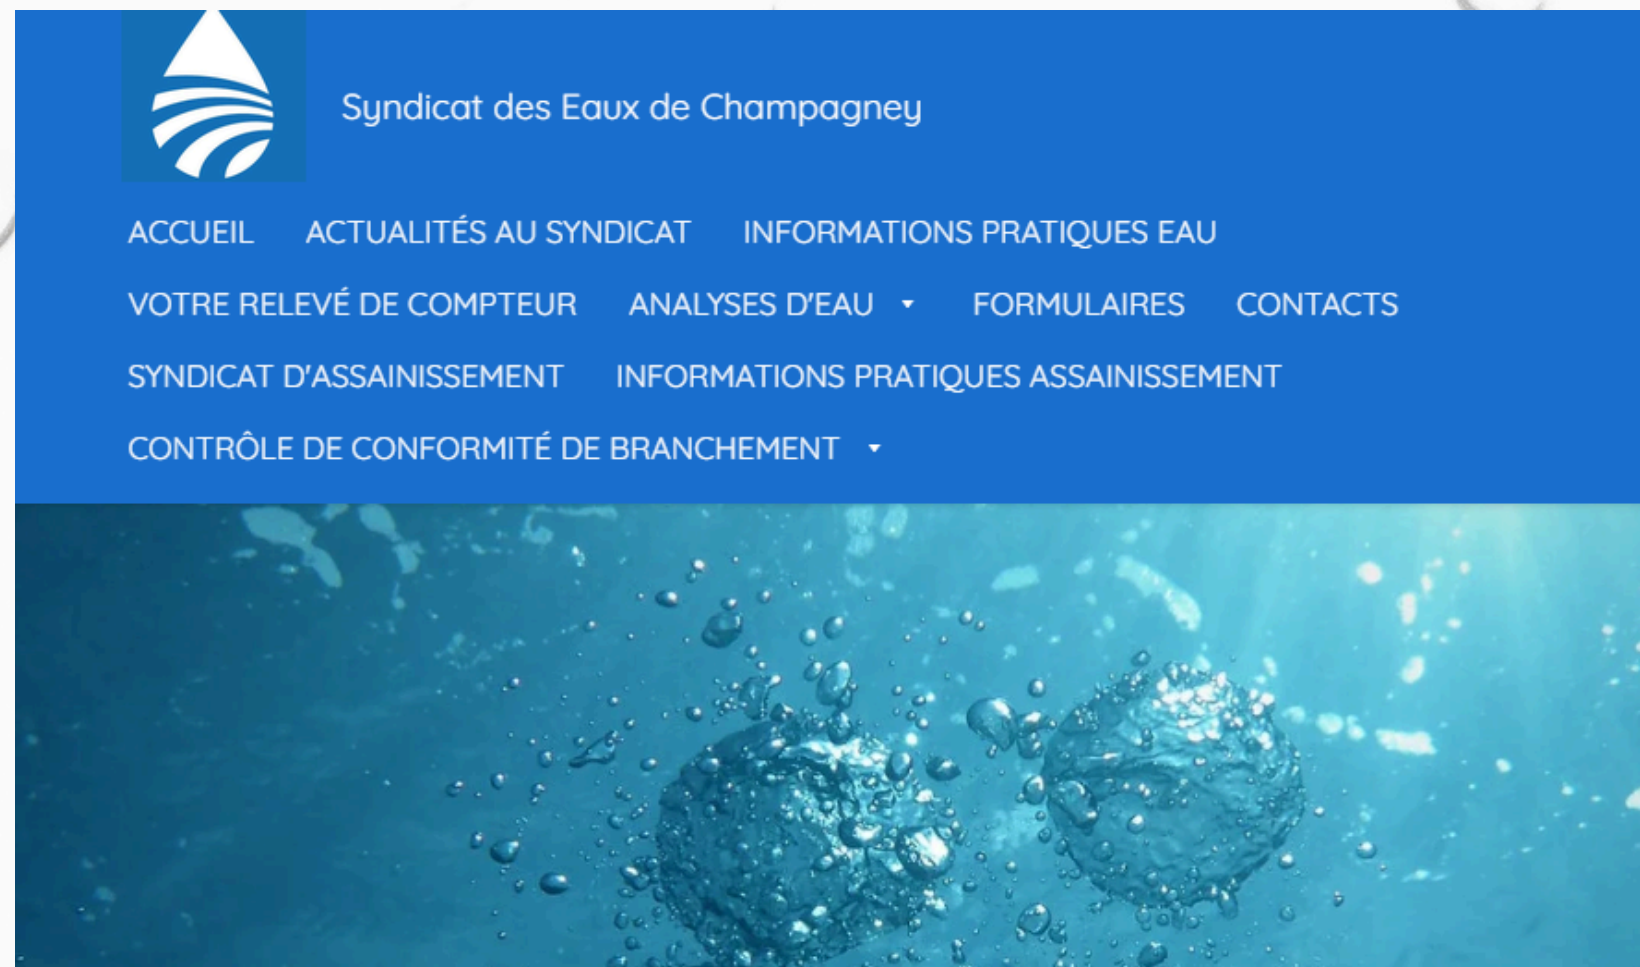 Syndicat des Eaux de Champagney
ACCUEIL ACTUALITÉS AU SYNDICAT INFORMATIONS PRATIQUES EAU
VOTRE RELEVÉ DE COMPTEUR ANALYSES D'EAU FORMULAIRES CONTACTS
SYNDICAT D'ASSAINISSEMENT INFORMATIONS PRATIQUES ASSAINISSEMENT
CONTRÔLE DE CONFORMITÉ DE BRANCHEMENT